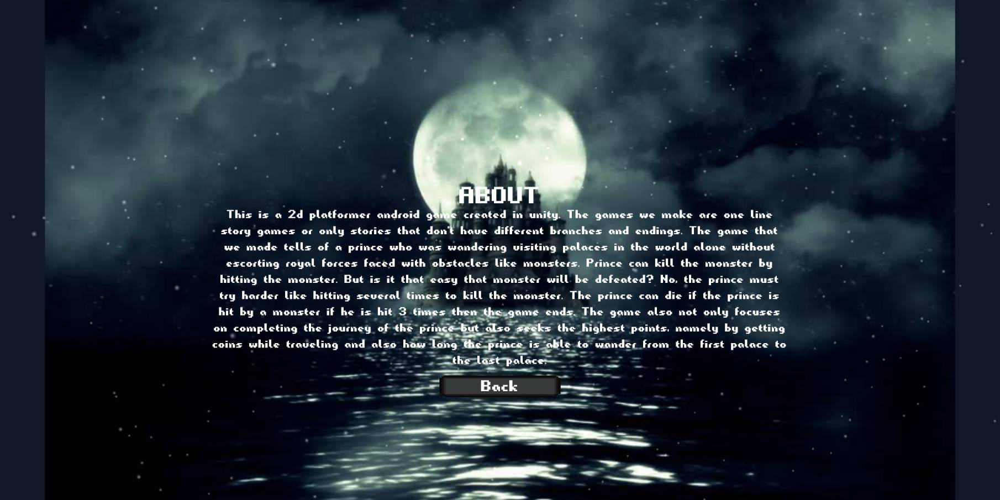 ABOUT
This is a 2d platformer android game created in unity. The games we make are one line
story games or only stories that don't have different branches and endings. The game that
we made tells of a prince who was wandering visiting palaces in the world alone without
escorting royal forces faced with obstacles like monsters. Prince can kill the monster by
hitting the monster. But is it that easy that monster will be defeated? No, the prince must
try harder like hitting several times to kill the monster. The prince can die if the prince is
hit by a monster if he is hit 3 times then the game ends. The game also not only focuses
on completing the journey of the prince but also seeks the highest points, namely by getting
coins while traveling and also how long the prince is able to wander from the first palace to
the last palace.
Back